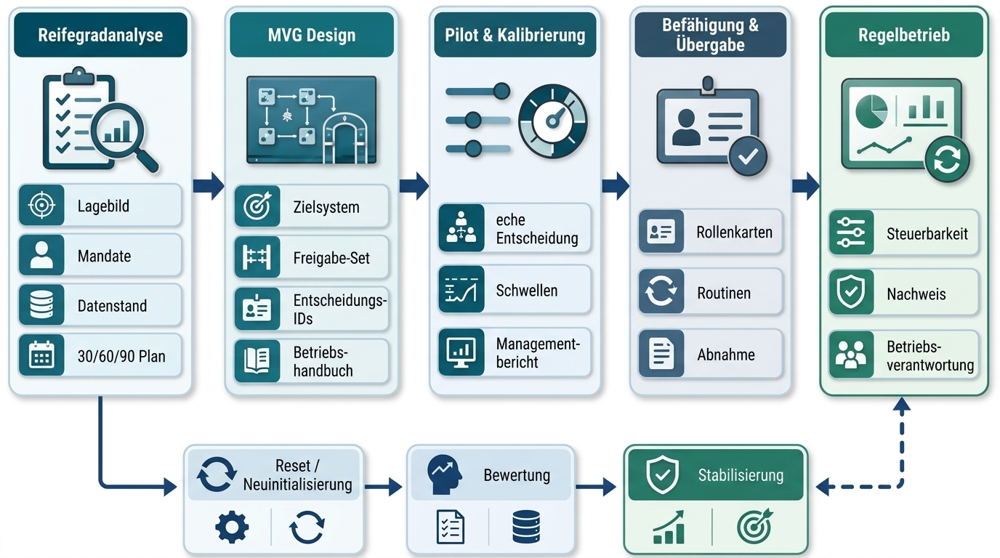 Reifegradanalyse
Lagebild
Mandate
Datenstand
30/60/90 Plan
MVG Design
Zielsystem
Freigabe-Set
Entscheidungs-
IDs
Betriebs-
handbuch
Pilot & Kalibrierung
eche
Entscheidung
Schwellen
Management-
bericht
Befähigung &
Übergabe
Rollenkarten
Routinen
Abnahme
Regelbetrieb
Steuerbarkeit
Nachweis
Betriebs-
verantwortung
Reset /
Neuinitialisierung
Bewertung
Stabilisierung